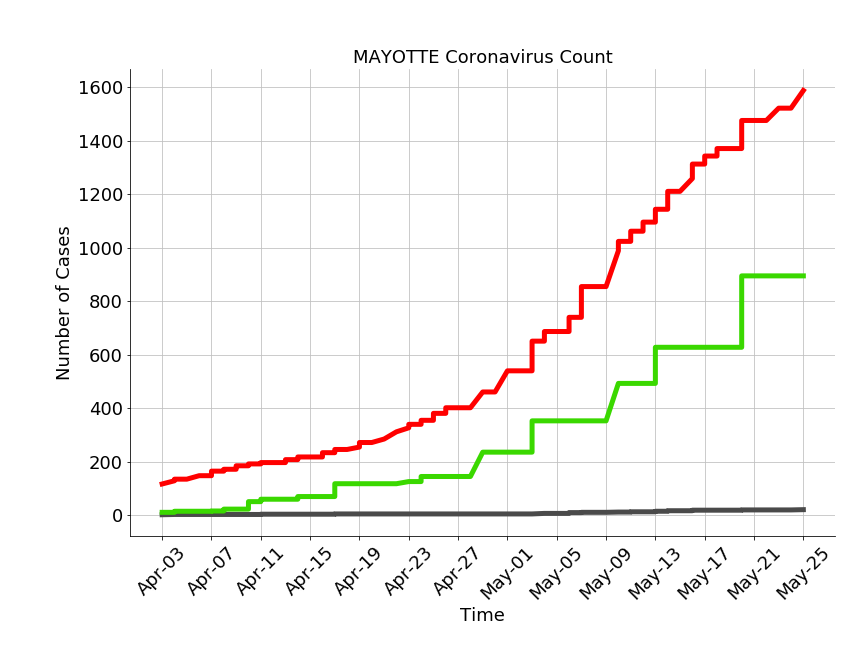 MAYOTTE Coronavirus Count
1600
1400
1200
1000
800
600
400
200
0
Number of Cases
Apr-03
Apr-07
Apr-11
Apr-15
Apr-19
Apr-23
Apr-27
May-01
May-05
May-09
May-13
May-17
May-21
May-25
Time